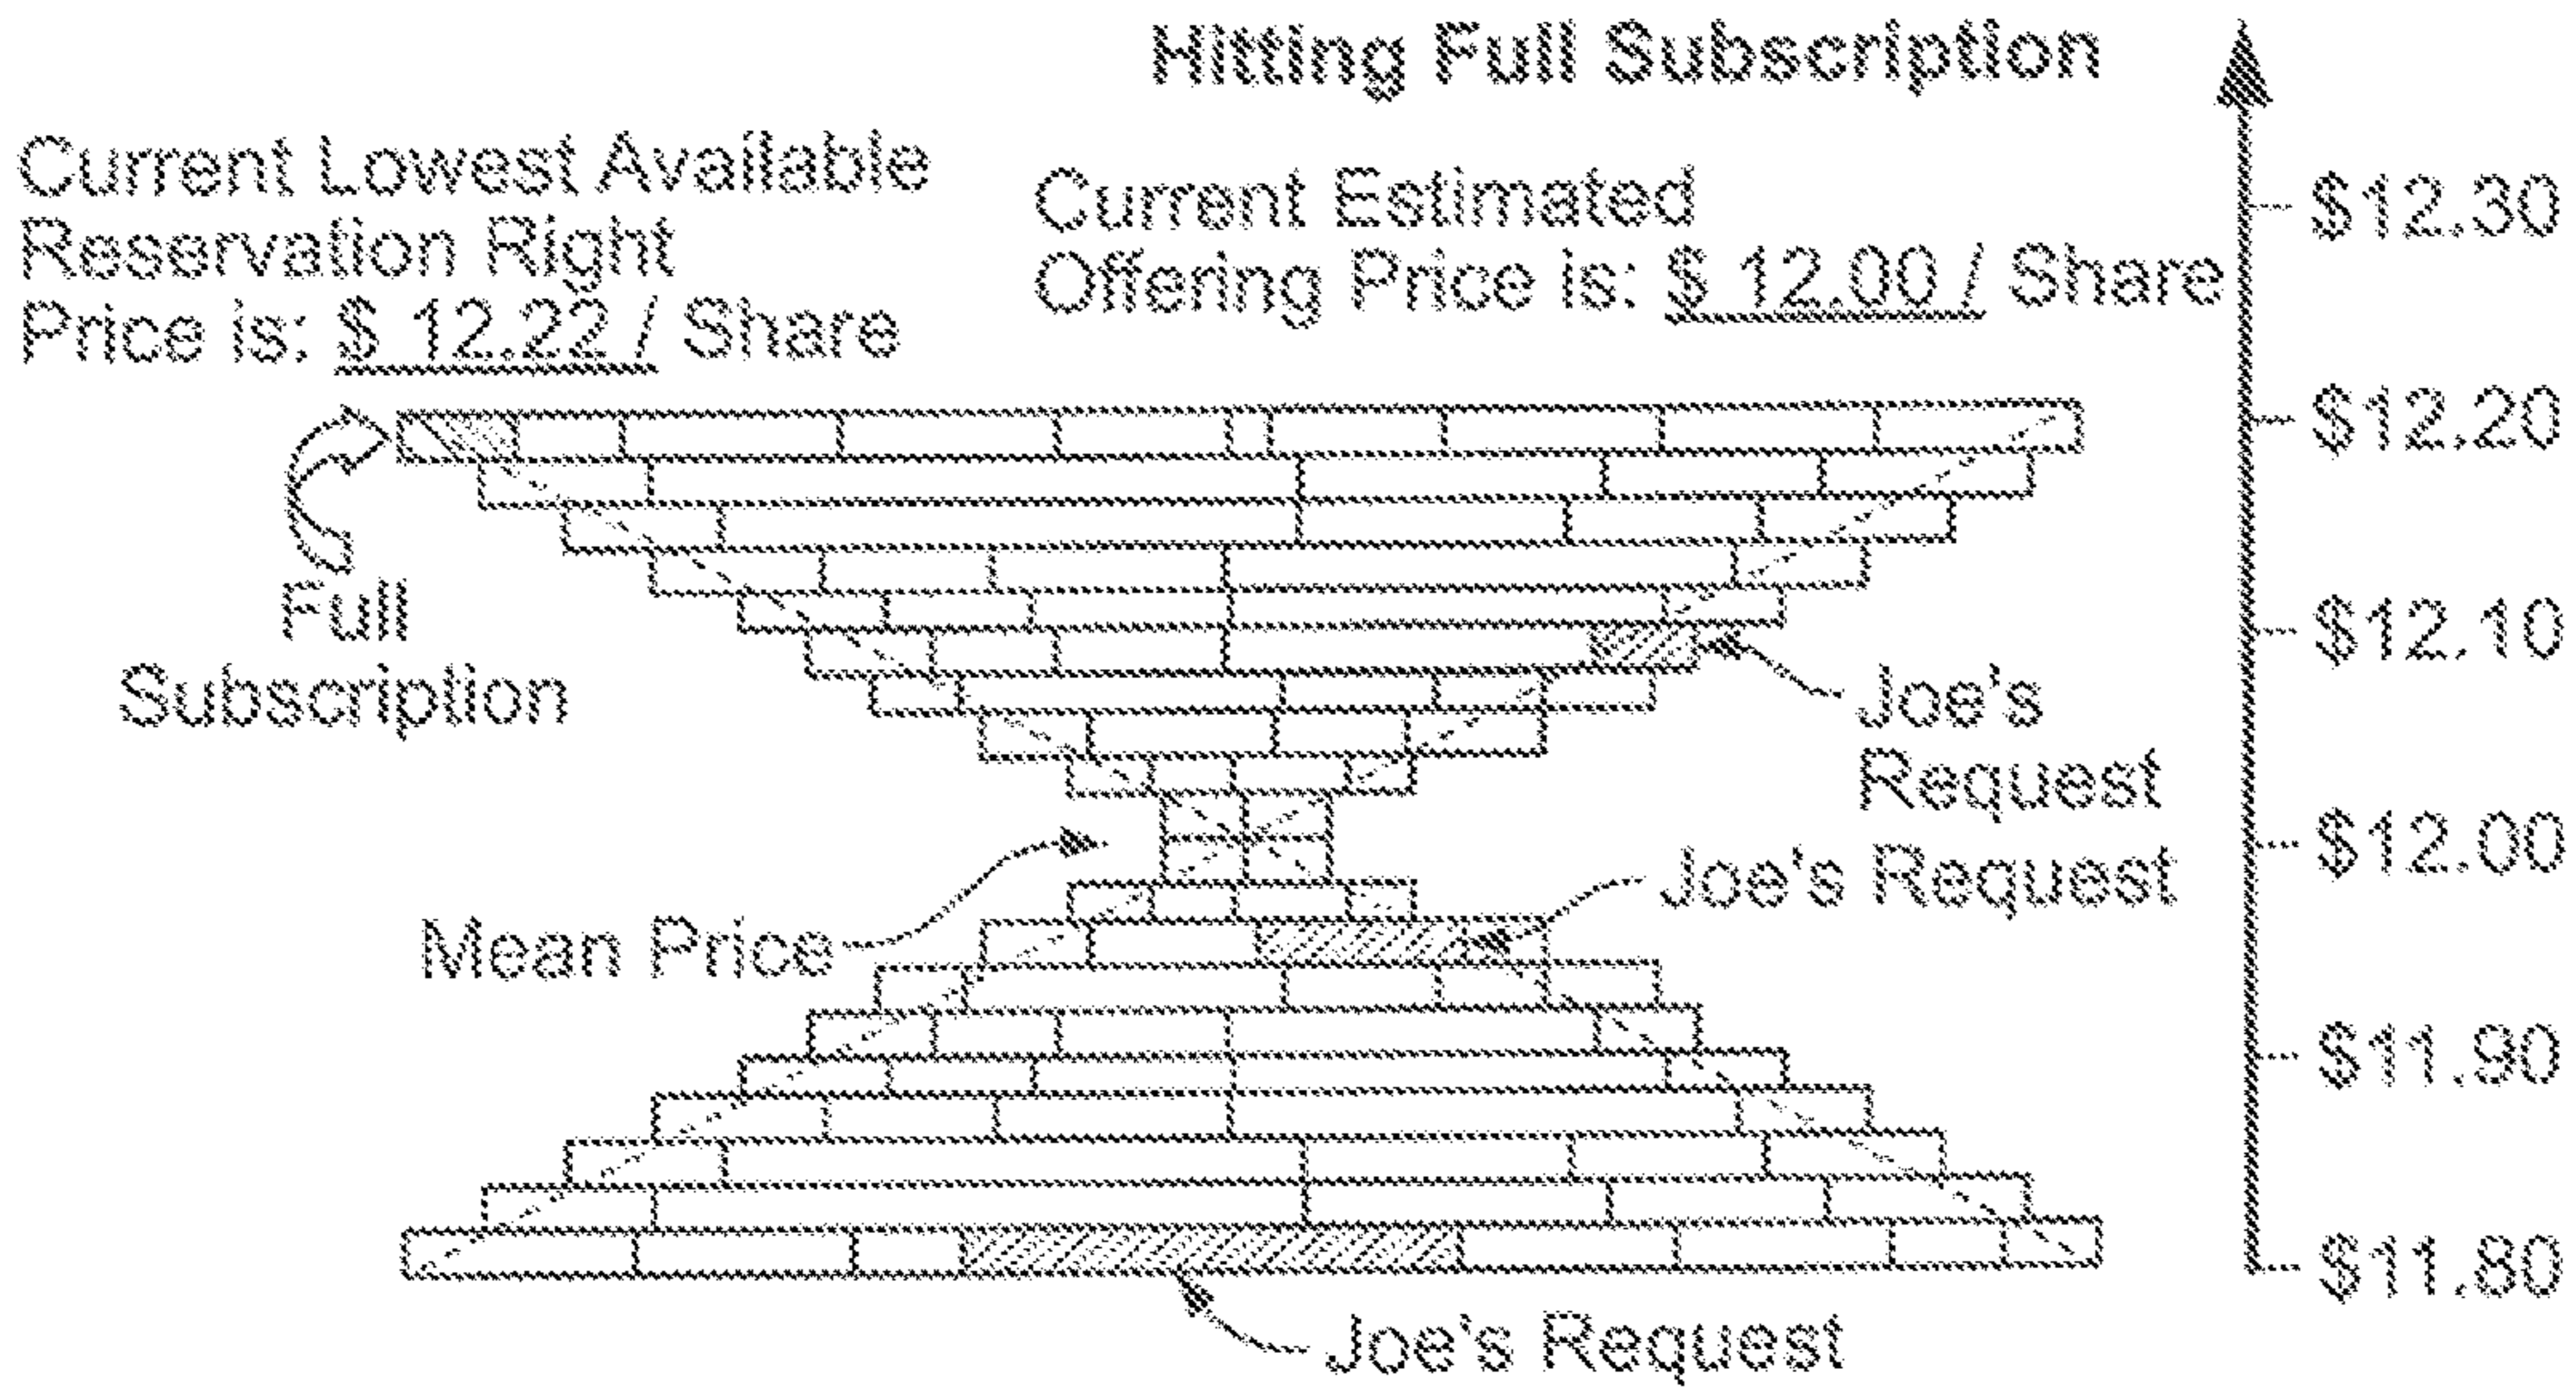 Hitting Full Subscription
Current Lowest Available
Reservation Right
Price is: $ 12.22 / Share
Current Estimated
Offering Price is: $ 12.00 / Share
$12.30
$12.20
$12.10
$12.00
$11.90
$11.80
Full
Subscription
Joe's
Request
Joe's Request
Mean Price
Joe's Request